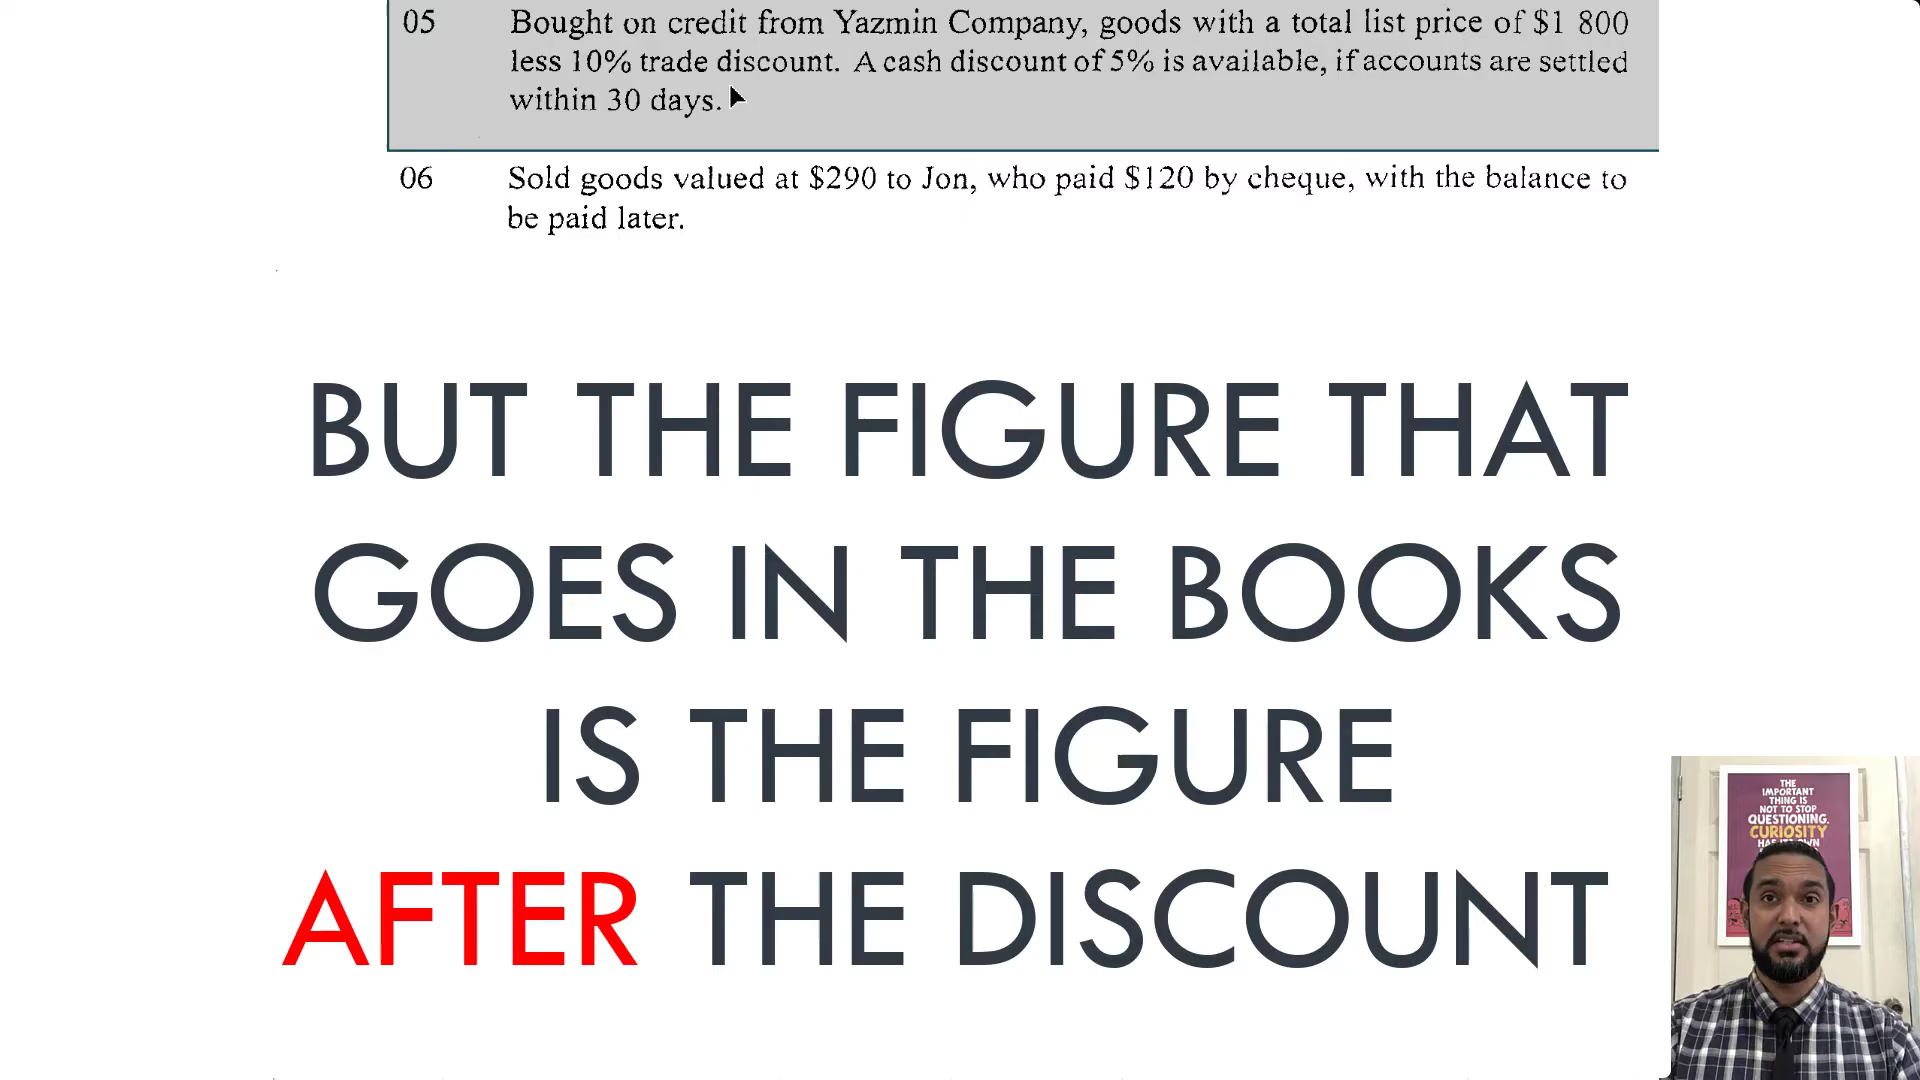 05 Bought on credit from Yazmin Company, goods with a total list price of $1 800
less 10% trade discount. A cash discount of 5% is available, if accounts are settled
within 30 days.
06 Sold goods valued at $290 to Jon, who paid $120 by cheque, with the balance to
be paid later.
BUT THE FIGURE THAT
GOES IN THE BOOKS
IS THE FIGURE
AFTER THE DISCOUNT
THE
IMPORTANT
THING IS
NOT TO STOP
QUESTIONING.
CURIOSITY
HAS ITS OWN